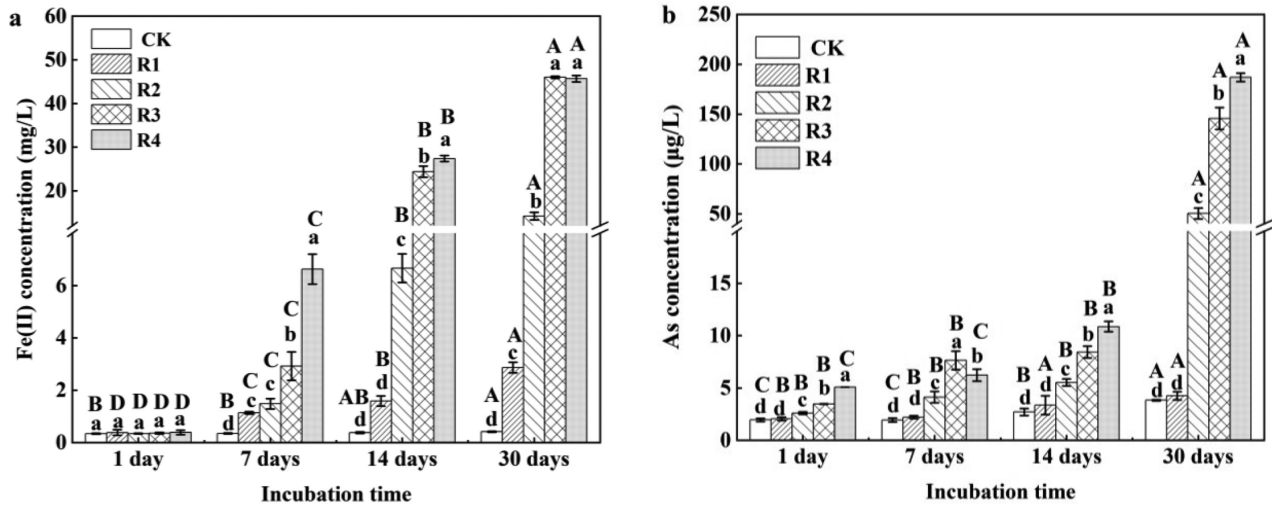 a
Fe(II) concentration (mg/L)
60
50
40
30
20
6
4
2
0
CK
R1
R2
R3
R4
B D D D D
a a a a a
B C C C C
d c c b a
AB B B B B
d d c b a
A A A A A
d c b a a
1 day 7 days 14 days 30 days
Incubation time
b
As concentration (μg/L)
250
200
150
100
50
15
10
5
0
CK
R1
R2
R3
R4
C B B B C
d d c b a
C B B B C
d d c a b
B A B B B
d d c b a
A A A A A
d d c b a
1 day 7 days 14 days 30 days
Incubation time